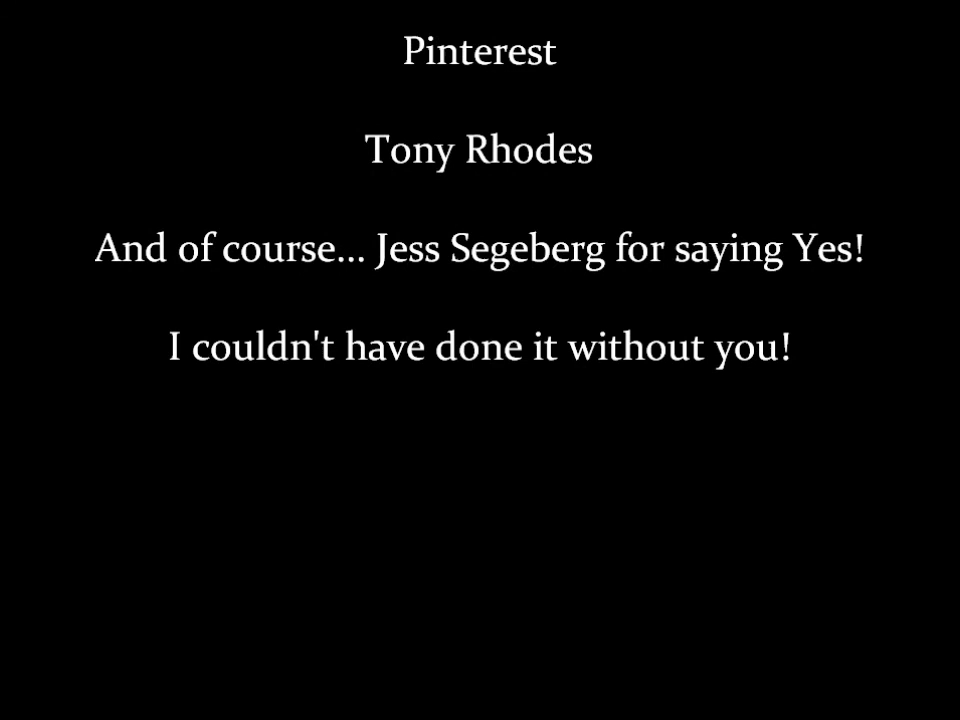 Pinterest
Tony Rhodes
And of course... Jess Segeberg for saying Yes!
I couldn't have done it without you!